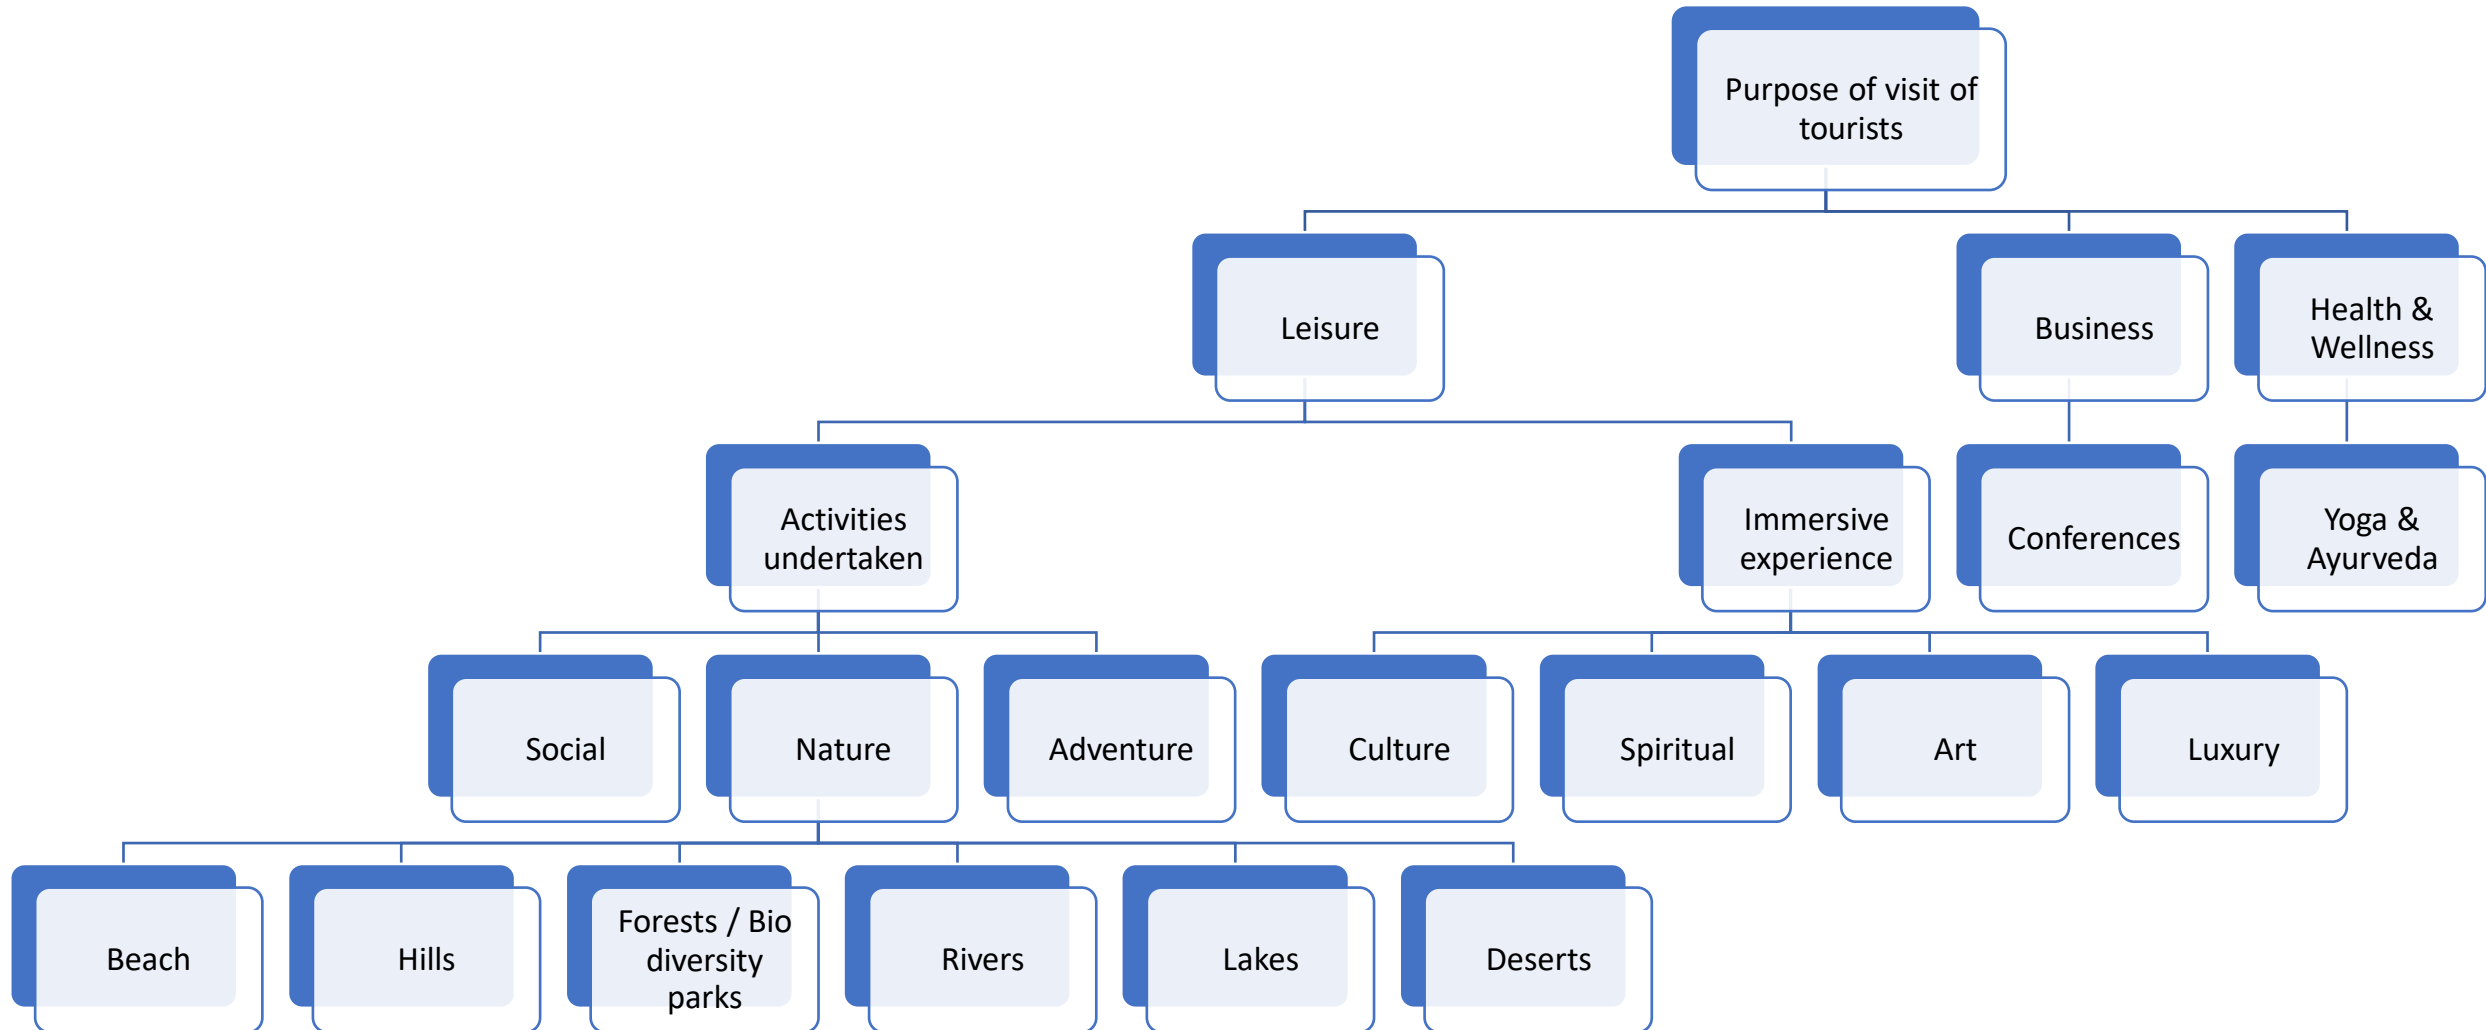 Purpose of visit of
tourists
Leisure
Business
Health &
Wellness
Activities
undertaken
Immersive
experience
Conferences
Yoga &
Ayurveda
Social
Nature
Adventure
Culture
Spiritual
Art
Luxury
Beach
Hills
Forests / Bio
diversity
parks
Rivers
Lakes
Deserts